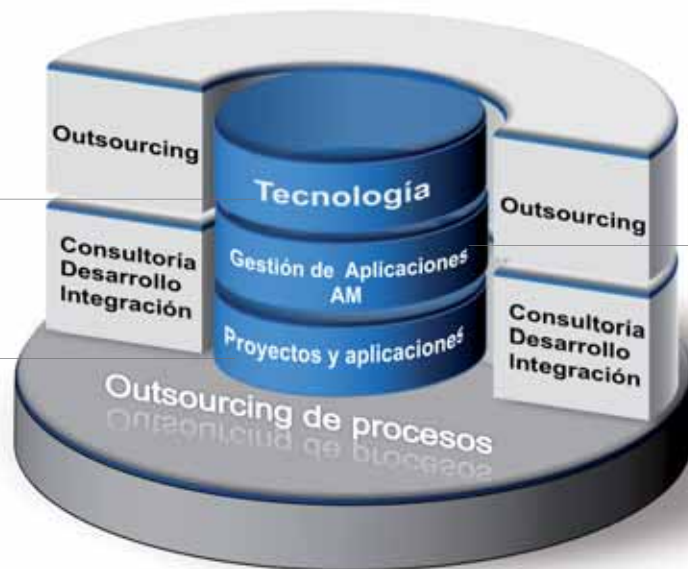 Outsourcing
Consultoria
Desarrollo
Integración
Tecnología
Gestión de Aplicaciones
AM
Proyectos y aplicaciones
Outsourcing
Consultoria
Desarrollo
Integración
Outsourcing de procesos